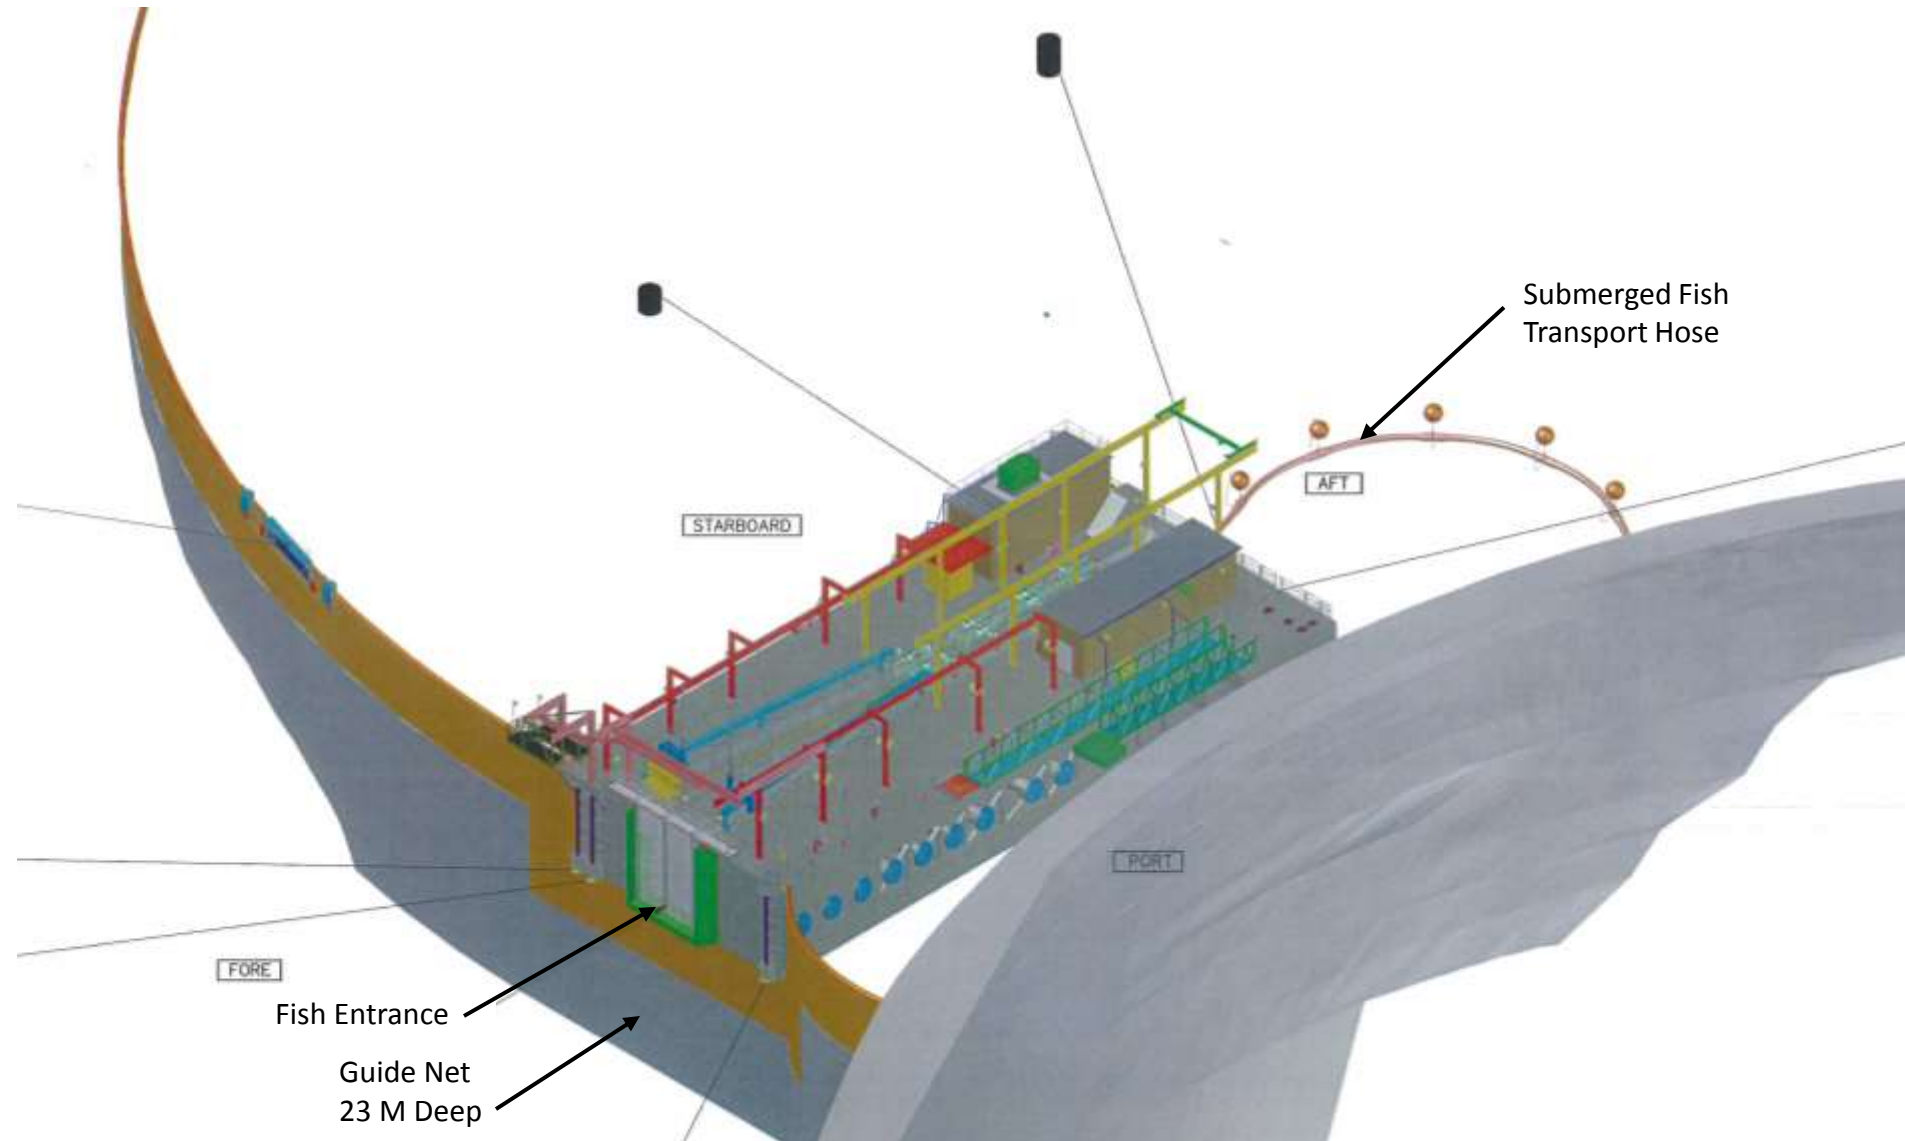 Submerged Fish
Transport Hose
AFT
STARBOARD
PORT
FORE
Fish Entrance
Guide Net
23 M Deep